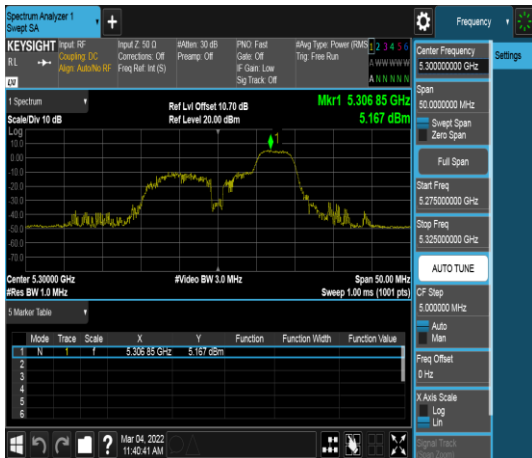 Spectrum Analyzer 1
Swept SA
+
Frequency
Settings
KEYSIGHT
RL
LXI
Input: RF
Coupling: DC
Align: Auto/No RF
Input Z: 50 Ω
Corrections: Off
Freq Ref: Int (S)
#Atten: 30 dB
Preamp: Off
PNO: Fast
Gate: Off
IF Gain: Low
Sig Track: Off
#Avg Type: Power (RMS
Trig: Free Run
1 2 3 4 5 6
A W W W W W
A N N N N N
1 Spectrum
Scale/Div 10 dB
Ref Lvl Offset 10.70 dB
Ref Level 20.00 dBm
Mkr1 5.306 85 GHz
5.167 dBm
Log
10.0
0.00
-10.0
-20.0
-30.0
-40.0
-50.0
-60.0
-70.0
1
Center 5.30000 GHz
#Res BW 1.0 MHz
#Video BW 3.0 MHz
Span 50.00 MHz
Sweep 1.00 ms (1001 pts)
5 Marker Table
Mode Trace Scale X Y Function Function Width Function Value
1 N 1 f 5.306 85 GHz 5.167 dBm
2
3
4
5
6
Mar 04, 2022
11:40:41 AM
?
Center Frequency
5.300000000 GHz
Span
50.0000000 MHz
Swept Span
Zero Span
Full Span
Start Freq
5.275000000 GHz
Stop Freq
5.325000000 GHz
AUTO TUNE
CF Step
5.000000 MHz
Auto
Man
Freq Offset
0 Hz
X Axis Scale
Log
Lin
Signal Track